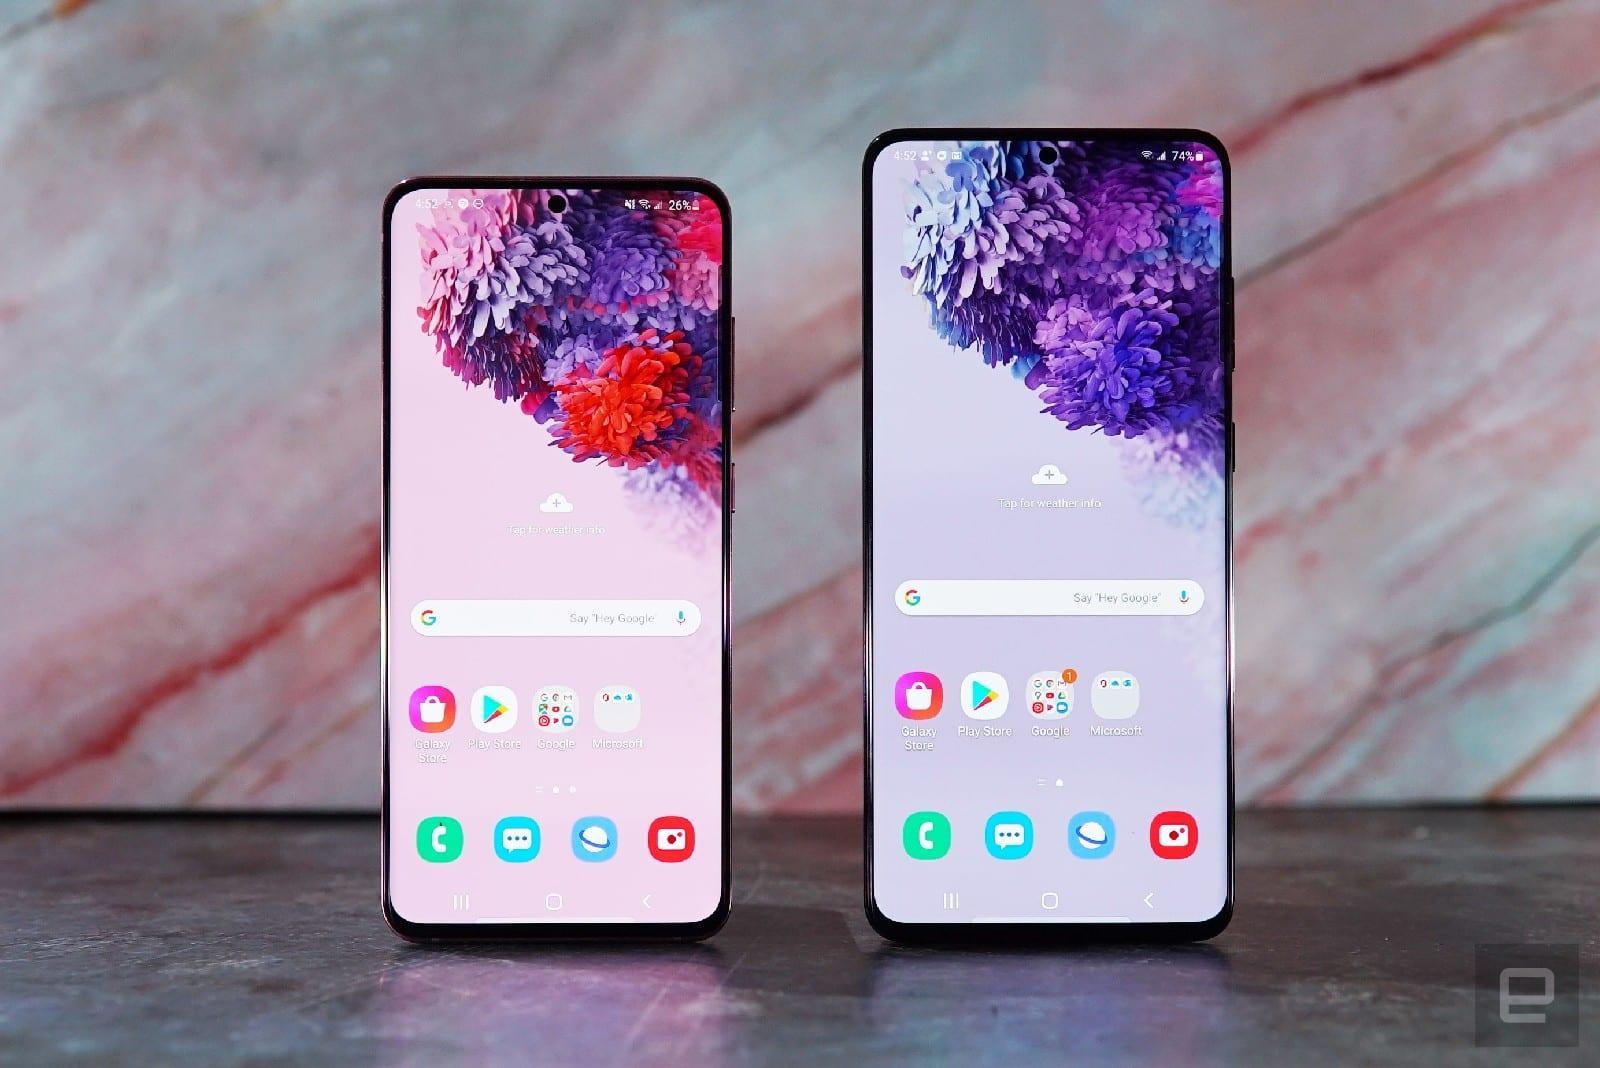 4:52
26%
Tap for weather info
Say "Hey Google"
Galaxy Store
Play Store
Google
Microsoft
4:52
74%
Tap for weather info
Say "Hey Google"
1
Galaxy
Store
Play Store
Google
Microsoft
e